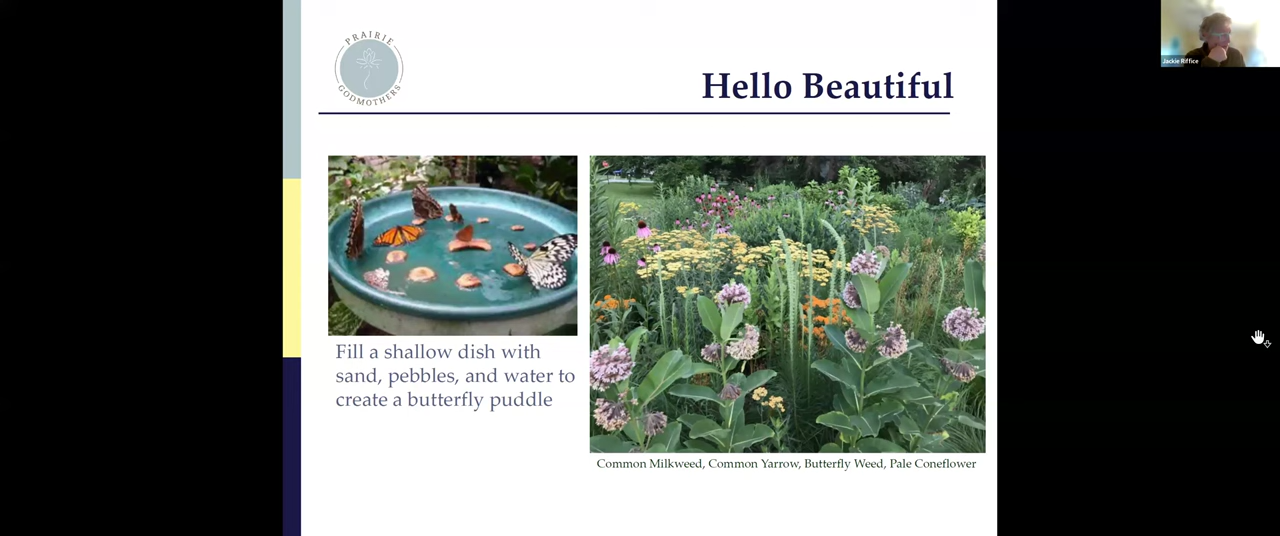 PRAIRIE
GODMOTHERS
Hello Beautiful
Jackie Riffice
Fill a shallow dish with
sand, pebbles, and water to
create a butterfly puddle
Common Milkweed, Common Yarrow, Butterfly Weed, Pale Coneflower